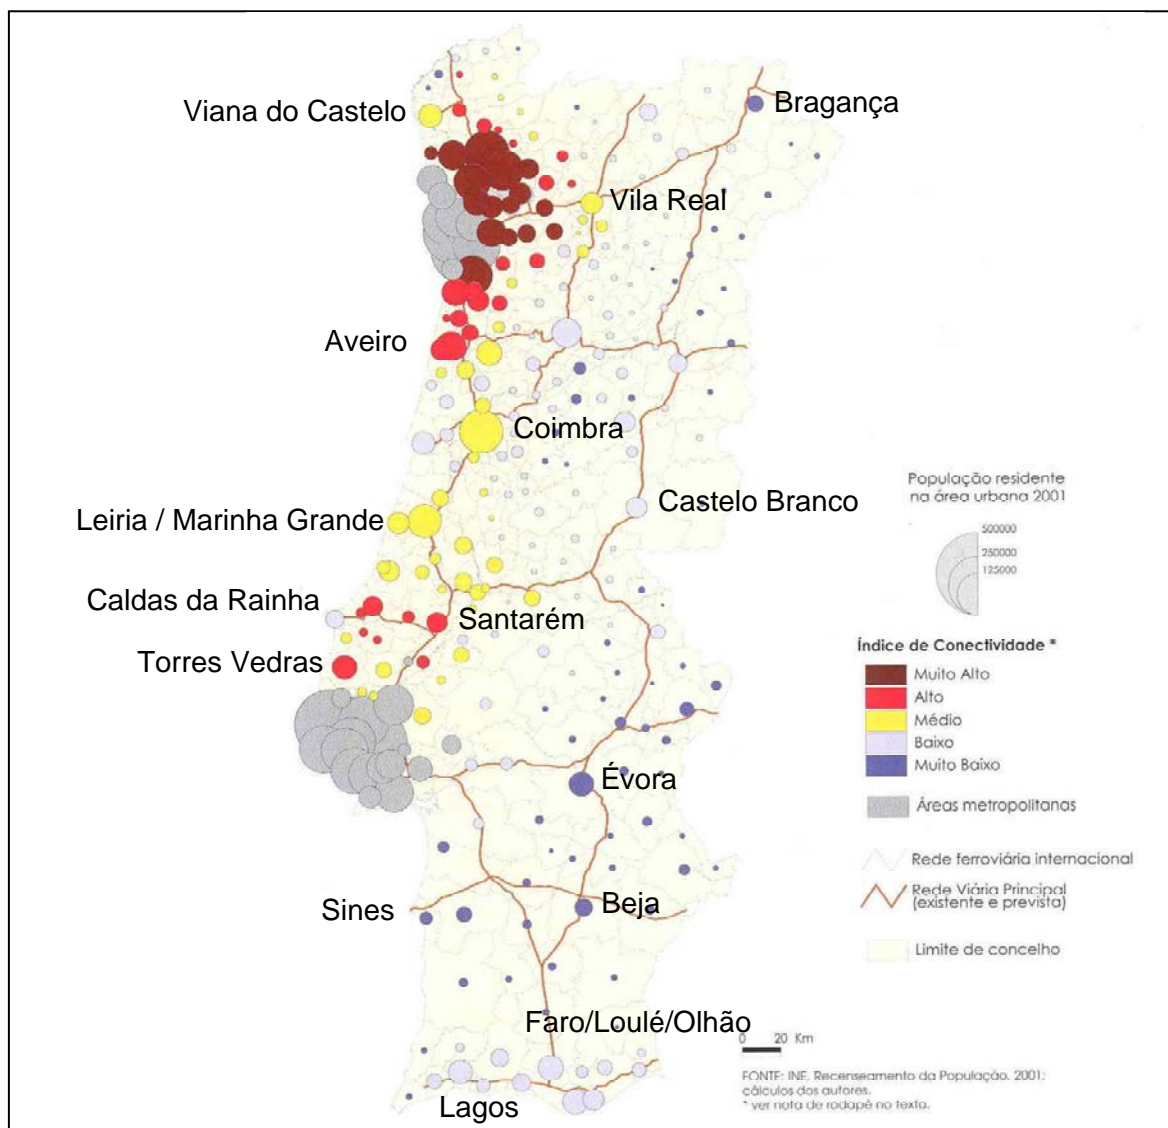 Viana do Castelo
Bragança
Vila Real
Aveiro
Coimbra
Castelo Branco
Leiria / Marinha Grande
Caldas da Rainha
Santarém
Torres Vedras
Évora
Sines
Beja
Faro/Loulé/Olhão
Lagos
População residente
na área urbana 2001
500000
250000
125000
Índice de Conectividade *
Muito Alto
Alto
Médio
Baixo
Muito Baixo
Áreas metropolitanas
Rede ferroviária internacional
Rede Viária Principal
(existente e prevista)
Limite de concelho
0 20 Km
FONTE: INE, Recenseamento da População, 2001;
cálculos dos autores.
* ver nota de rodapé no texto.